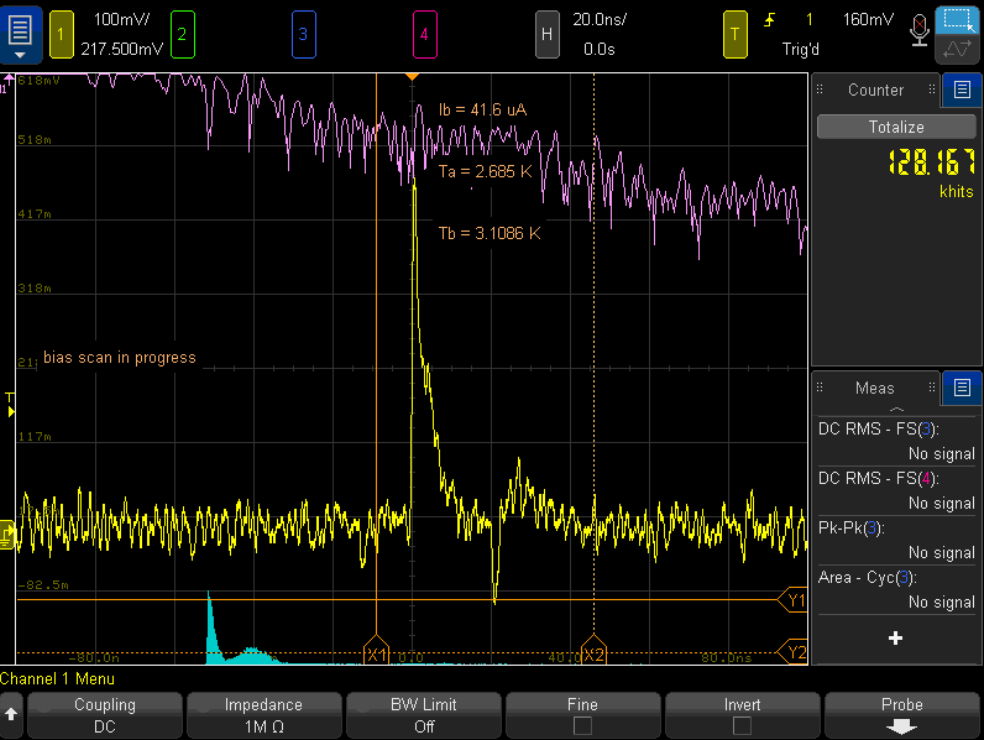 1 100mV/ 217.500mV 2 3 4 H 20.0ns/ 0.0s T 1 160mV Trig'd
618mV
518m
417m
318m
117m
-82.5m
Ib = 41.6 uA
Ta = 2.685 K
Tb = 3.1086 K
bias scan in progress
T
Y1
Y2
X1
X2
-80.0n
0.0
40.0
80.0ns
Counter
Totalize
128.167
khits
Meas
DC RMS - FS(3):
No signal
DC RMS - FS(4):
No signal
Pk-Pk(3):
No signal
Area - Cyc(3):
No signal
+
Channel 1 Menu
Coupling
DC
Impedance
1M Ω
BW Limit
Off
Fine
Invert
Probe